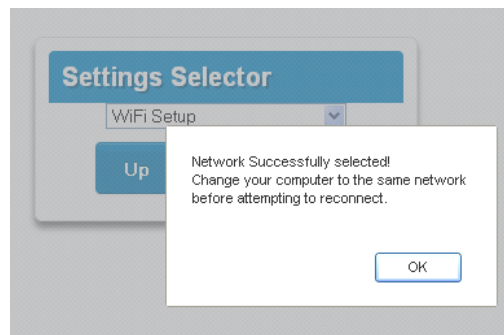 Settings Selector
WiFi Setup
Up
Network Successfully selected!
Change your computer to the same network
before attempting to reconnect.
OK